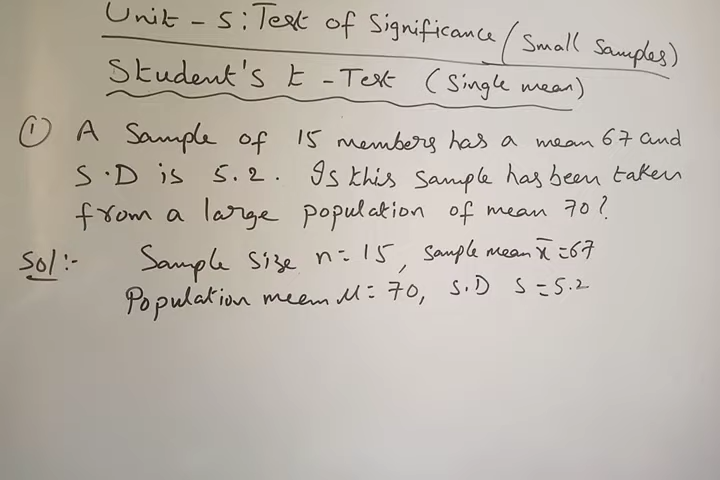 Unit - 5 : Test of Significance (Small Samples)
Student's t - Test (Single mean)
① A Sample of 15 members has a mean 67 and
S.D is 5.2. Is this sample has been taken
from a large population of mean 70?
Sol:- Sample size n = 15, Sample mean x̄ = 67
Population meem μ = 70, S.D S = 5.2